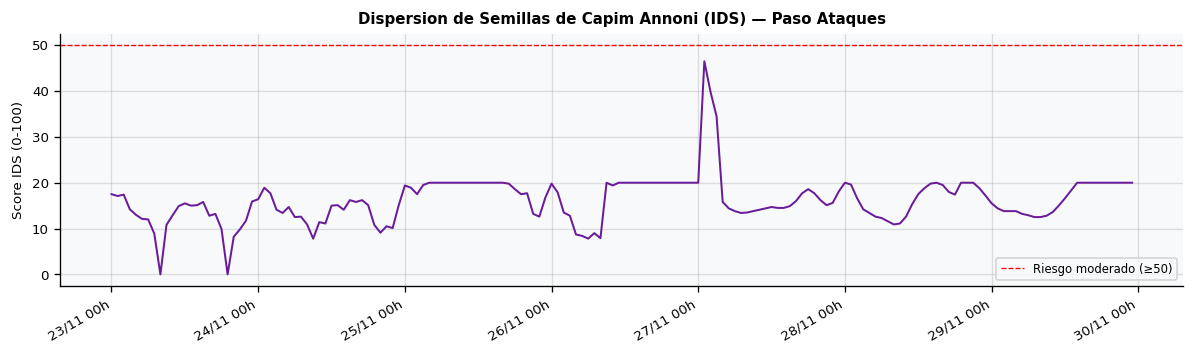 Dispersion de Semillas de Capim Annoni (IDS) — Paso Ataques
Score IDS (0-100)
50
40
30
20
10
0
Riesgo moderado (≥50)
23/11 00h
24/11 00h
25/11 00h
26/11 00h
27/11 00h
28/11 00h
29/11 00h
30/11 00h